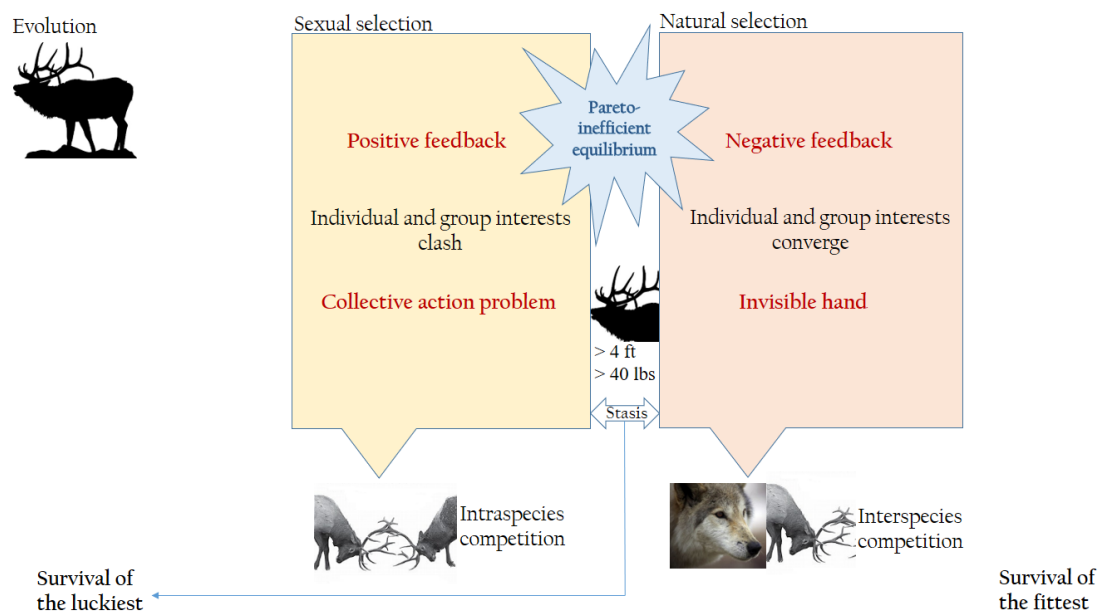 Evolution
Sexual selection
Natural selection
Pareto-
inefficient
equilibrium
Positive feedback
Negative feedback
Individual and group interests
clash
Individual and group interests
converge
Collective action problem
Invisible hand
> 4 ft
> 40 lbs
Stasis
Intraspecies
competition
Interspecies
competition
Survival of
the luckiest
Survival of
the fittest